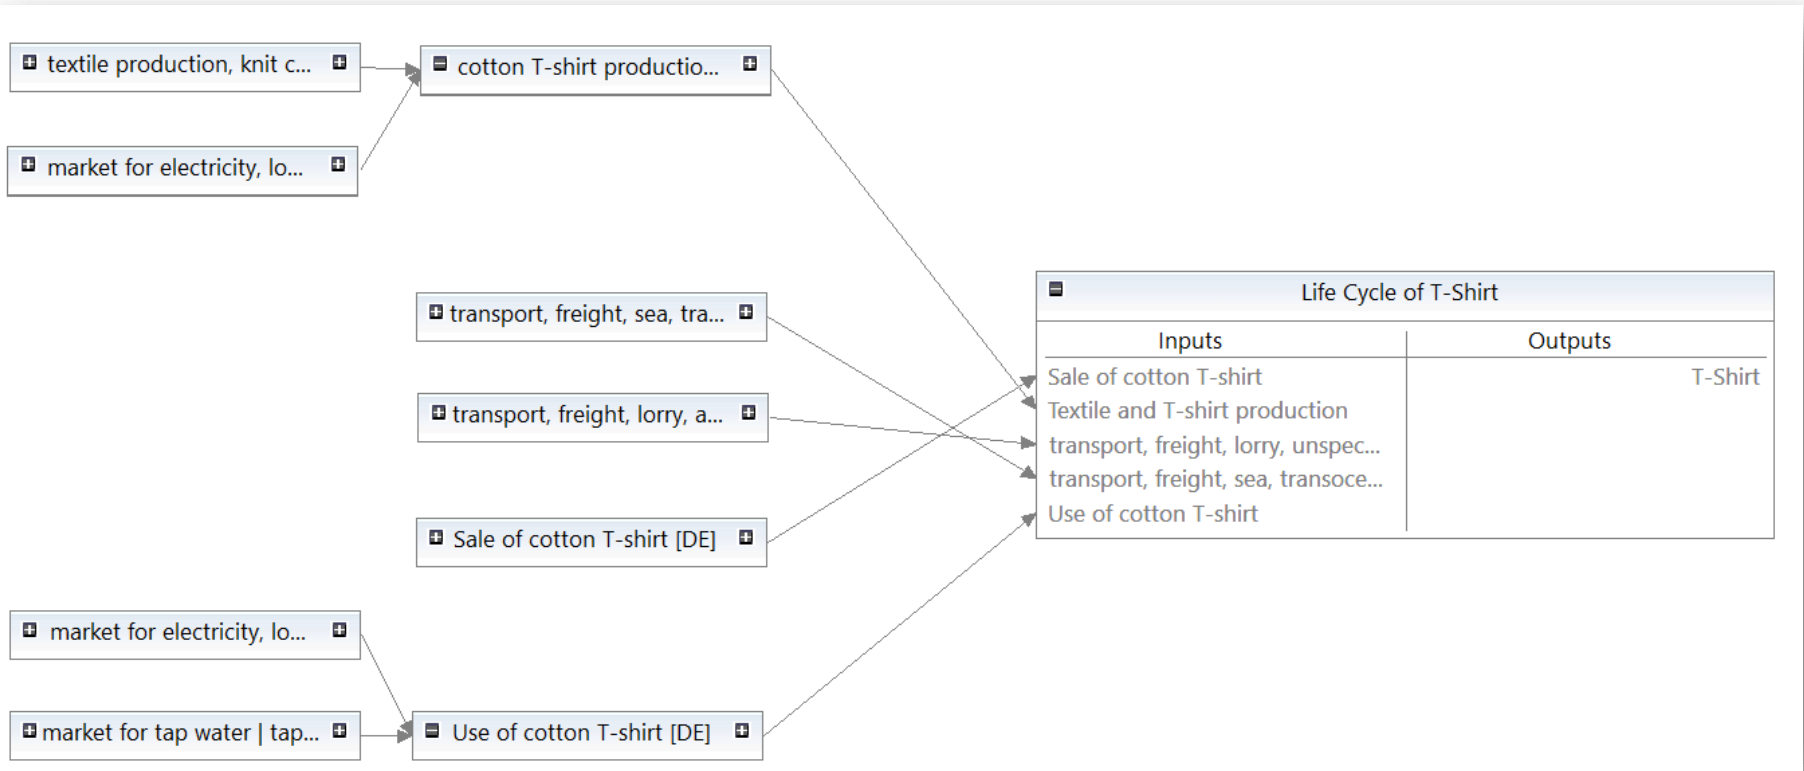 textile production, knit c...
cotton T-shirt productio...
market for electricity, lo...
transport, freight, sea, tra...
transport, freight, lorry, a...
Sale of cotton T-shirt [DE]
market for electricity, lo...
market for tap water | tap...
Use of cotton T-shirt [DE]
Life Cycle of T-Shirt
Inputs
Outputs
Sale of cotton T-shirt
T-Shirt
Textile and T-shirt production
transport, freight, lorry, unspec...
transport, freight, sea, transoce...
Use of cotton T-shirt